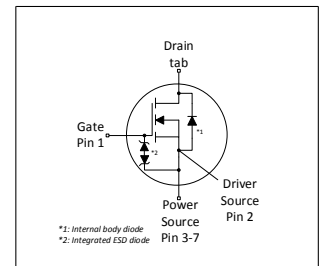 Drain
tab
*1
Gate
Pin 1
*2
Driver
Source
Pin 2
Power
Source
Pin 3-7
*1: Internal body diode
*2: Integrated ESD diode